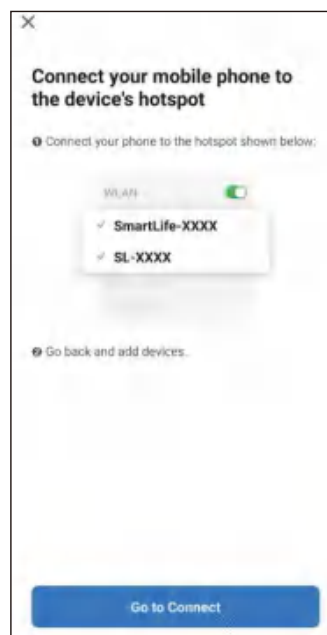 Connect your mobile phone to
the device's hotspot
❶ Connect your phone to the hotspot shown below:
WLAN
SmartLife-XXXX
SL-XXXX
❷ Go back and add devices.
Go to Connect